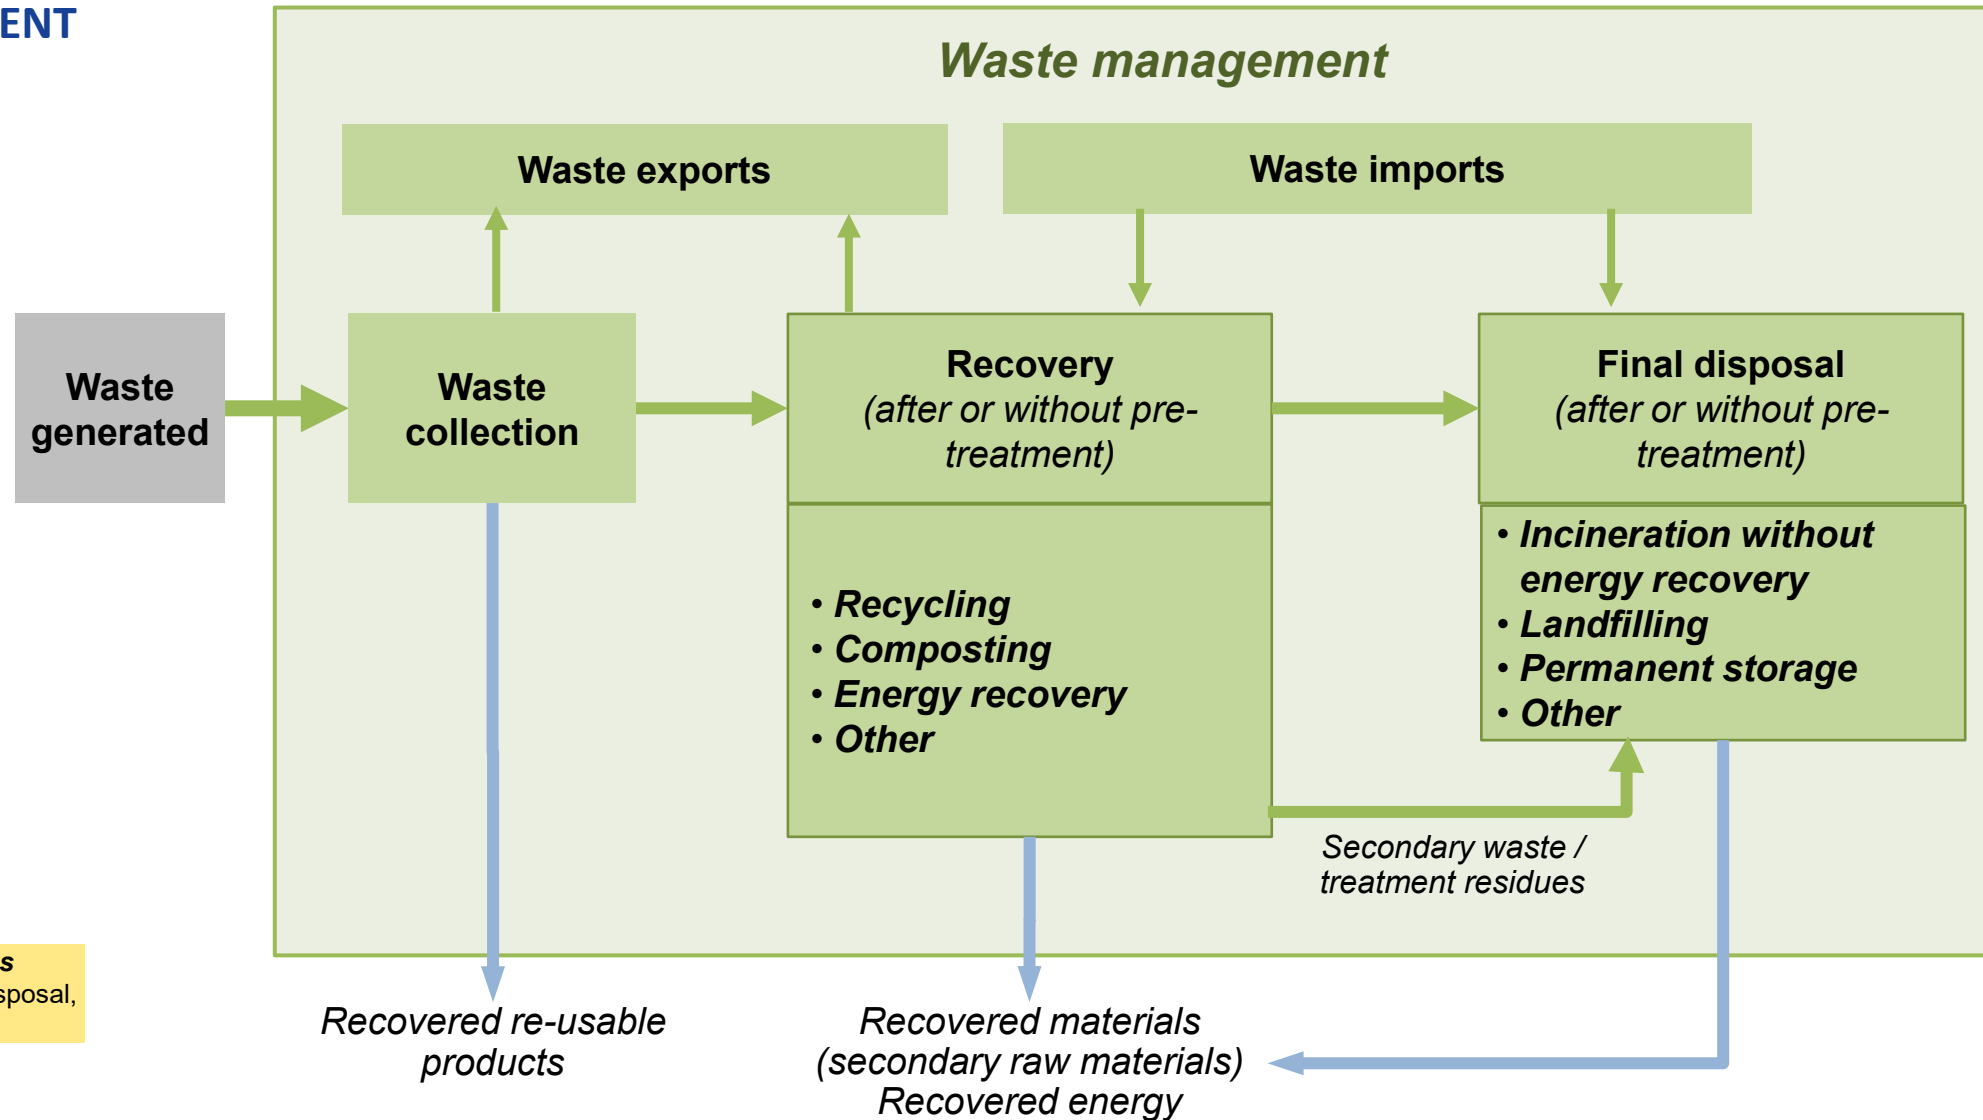 ENT
Waste management
Waste exports
Waste imports
Waste
generated
Waste
collection
Recovery
(after or without pre-
treatment)
Final disposal
(after or without pre-
treatment)
• Recycling
• Composting
• Energy recovery
• Other
• Incineration without
energy recovery
• Landfilling
• Permanent storage
• Other
Secondary waste /
treatment residues
s
sposal,
Recovered re-usable
products
Recovered materials
(secondary raw materials)
Recovered energy